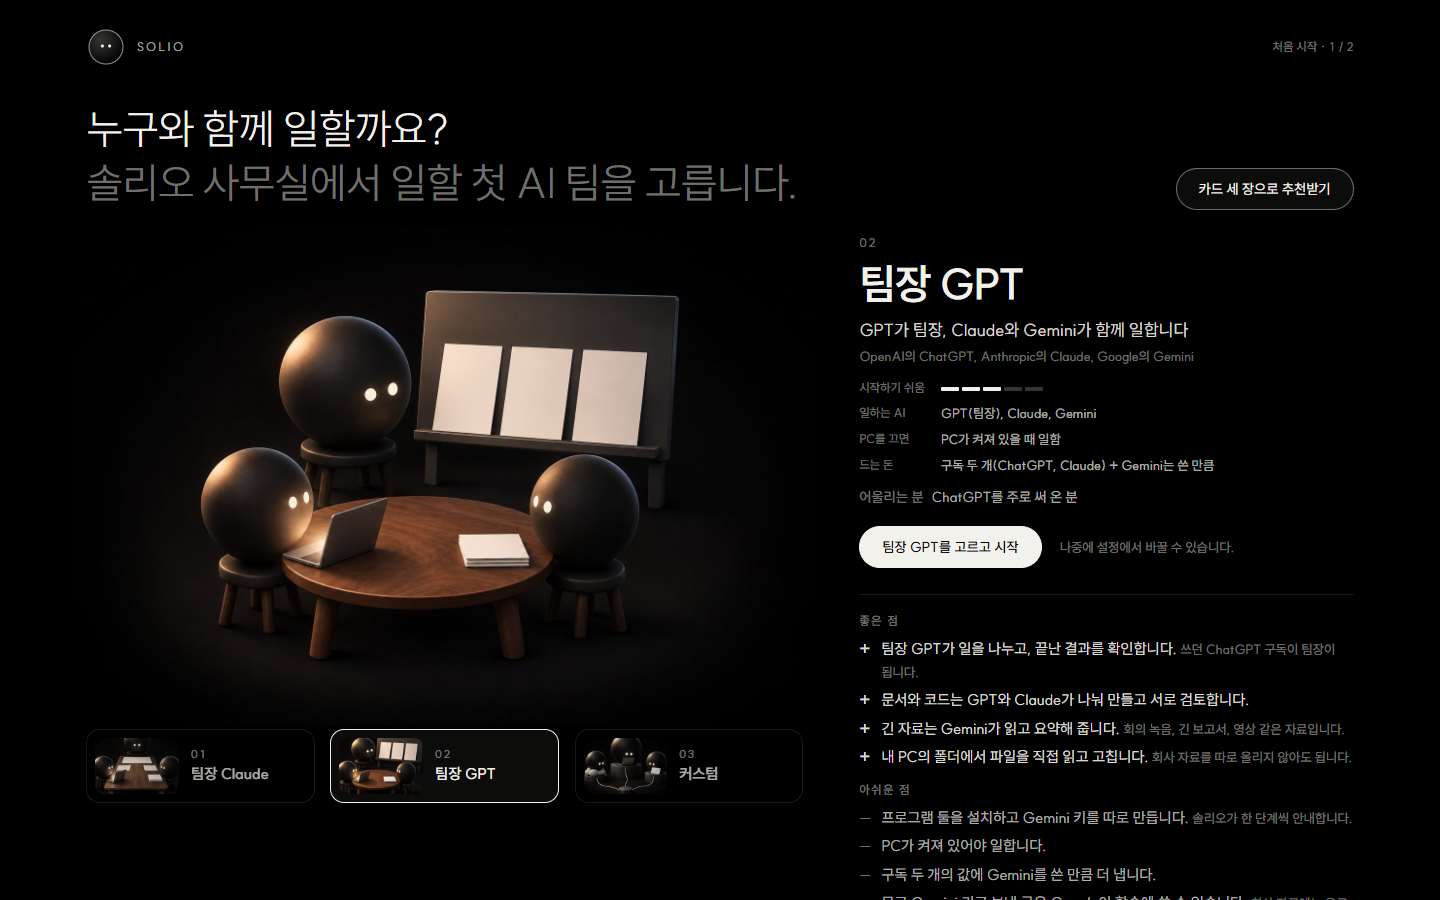 SOLIO
처음 시작 · 1 / 2
누구와 함께 일할까요?
솔리오 사무실에서 일할 첫 AI 팀을 고릅니다.
카드 세 장으로 추천받기
02
팀장 GPT
GPT가 팀장, Claude와 Gemini가 함께 일합니다
OpenAI의 ChatGPT, Anthropic의 Claude, Google의 Gemini
시작하기 쉬움
일하는 AI GPT(팀장), Claude, Gemini
PC를 끄면 PC가 켜져 있을 때 일함
드는 돈 구독 두 개(ChatGPT, Claude) + Gemini는 쓴 만큼
어울리는 분 ChatGPT를 주로 써 온 분
팀장 GPT를 고르고 시작 나중에 설정에서 바꿀 수 있습니다.
좋은 점
+ 팀장 GPT가 일을 나누고, 끝난 결과를 확인합니다. 쓰던 ChatGPT 구독이 팀장이
됩니다.
+ 문서와 코드는 GPT와 Claude가 나눠 만들고 서로 검토합니다.
+ 긴 자료는 Gemini가 읽고 요약해 줍니다. 회의 녹음, 긴 보고서, 영상 같은 자료입니다.
+ 내 PC의 폴더에서 파일을 직접 읽고 고칩니다. 회사 자료를 따로 올리지 않아도 됩니다.
아쉬운 점
— 프로그램 둘을 설치하고 Gemini 키를 따로 만듭니다. 솔리오가 한 단계씩 안내합니다.
— PC가 켜져 있어야 일합니다.
— 구독 두 개의 값에 Gemini를 쓴 만큼 더 냅니다.
01
팀장 Claude
02
팀장 GPT
03
커스텀